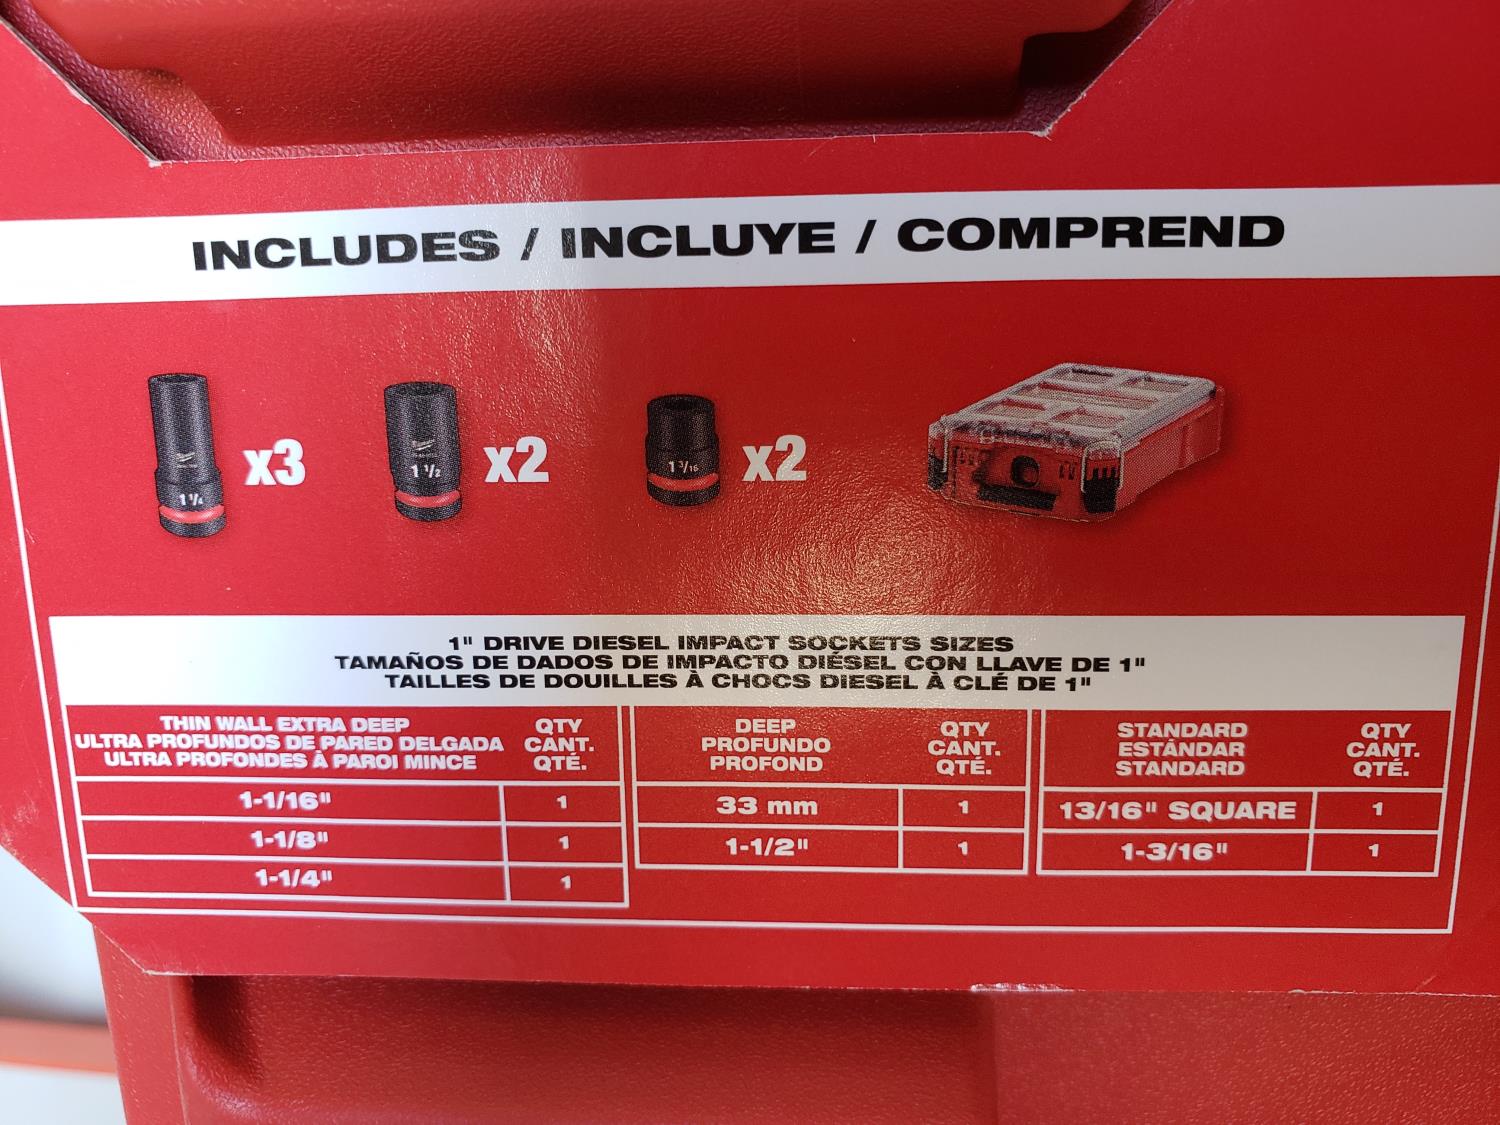 INCLUDES / INCLUYE / COMPREND
x3
x2
x2
1 1/4
1 1/2
1 3/16
1" DRIVE DIESEL IMPACT SOCKETS SIZES
TAMAÑOS DE DADOS DE IMPACTO DIÉSEL CON LLAVE DE 1"
TAILLES DE DOUILLES À CHOCS DIESEL À CLÉ DE 1"
THIN WALL EXTRA DEEP
ULTRA PROFUNDOS DE PARED DELGADA
ULTRA PROFONDES À PAROI MINCE
QTY
CANT.
QTÉ.
1-1/16" 1
1-1/8" 1
1-1/4" 1
DEEP
PROFUNDO
PROFOND
QTY
CANT.
QTÉ.
33 mm 1
1-1/2" 1
STANDARD
ESTÁNDAR
STANDARD
QTY
CANT.
QTÉ.
13/16" SQUARE 1
1-3/16" 1